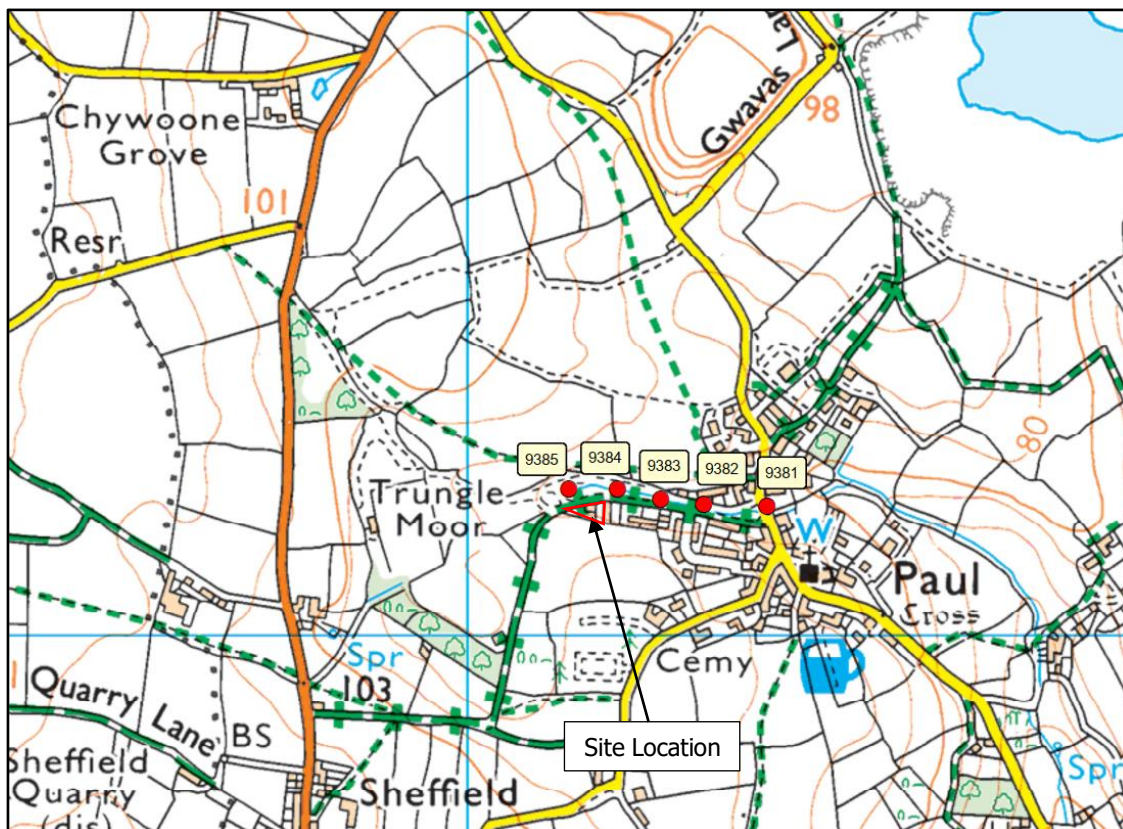 Chywoone
Grove
Gwavas
98
101
Resr
9385
9384
9383
9382
9381
80
Trungle
Moor
W
Paul
Cross
Spr
103
Cemy
Quarry Lane
BS
Site Location
Sheffield
Quarry
(dis)
Sheffield
Spr